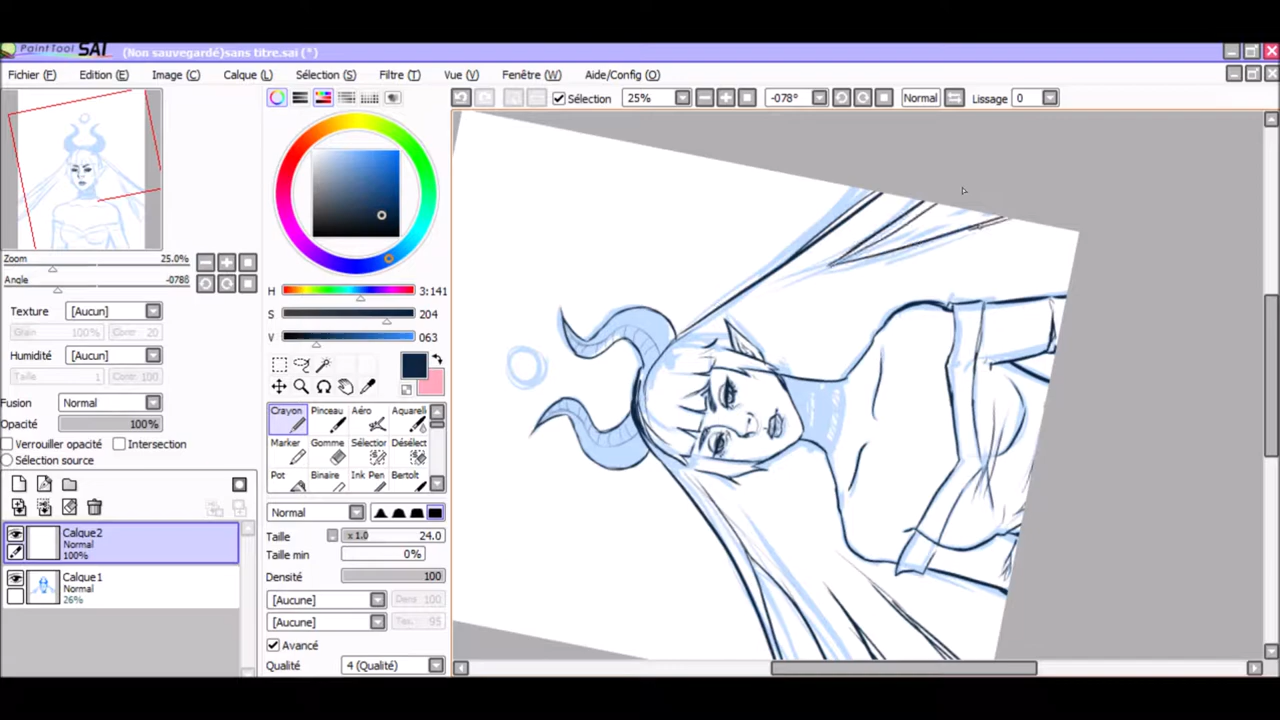 PaintTool SAI (Non sauvegardé)sans titre.sai (*)
Fichier (F) Edition (E) Image (C) Calque (L) Sélection (S) Filtre (T) Vue (V) Fenêtre (W) Aide/Config (O)
Sélection 25% -078° Normal Lissage 0
Zoom 25.0%
Angle -078ß
Texture [Aucun]
Grain 100% Contr. 20
Humidité [Aucun]
Taille 1 Contr. 100
Fusion Normal
Opacité 100%
Verrouiller opacité Intersection
Sélection source
Calque2
Normal
100%
Calque1
Normal
26%
H 3:141
S 204
V 063
Crayon Pinceau Aéro Aquarell
Marker Gomme Sélection Désélect
Pot Binaire Ink Pen Bertolt
Normal
Taille x 1.0 24.0
Taille min 0%
Densité 100
[Aucune] Dens 100
[Aucune] Tex. 95
Avancé
Qualité 4 (Qualité)